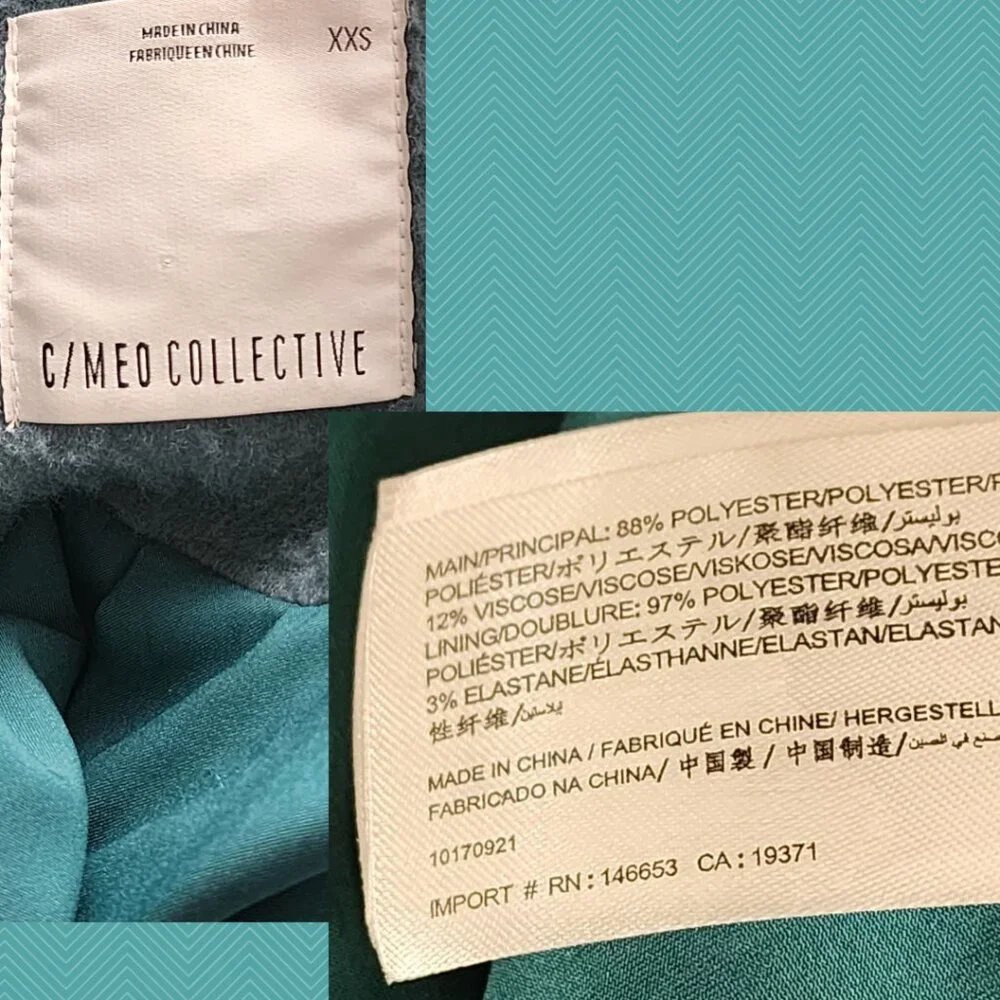 MADE IN CHINA
FABRIQUE EN CHINE
XXS
C/MEO COLLECTIVE
MAIN/PRINCIPAL: 88% POLYESTER/POLYESTER/
POLIÉSTER/ポリエステル/聚酯纤维/بوليستر
12% VISCOSE/VISCOSE/VISKOSE/VISCOSA/VISCO
LINING/DOUBLURE: 97% POLYESTER/POLYESTE
POLIÉSTER/ポリエステル/聚酯纤维/بوليستر
3% ELASTANE/ÉLASTHANNE/ELASTAN/ELASTAN
性纤维/
MADE IN CHINA / FABRIQUÉ EN CHINE/ HERGESTELL
FABRICADO NA CHINA/ 中国製 / 中国制造/صنع في الصين
10170921
IMPORT # RN : 146653 CA : 19371